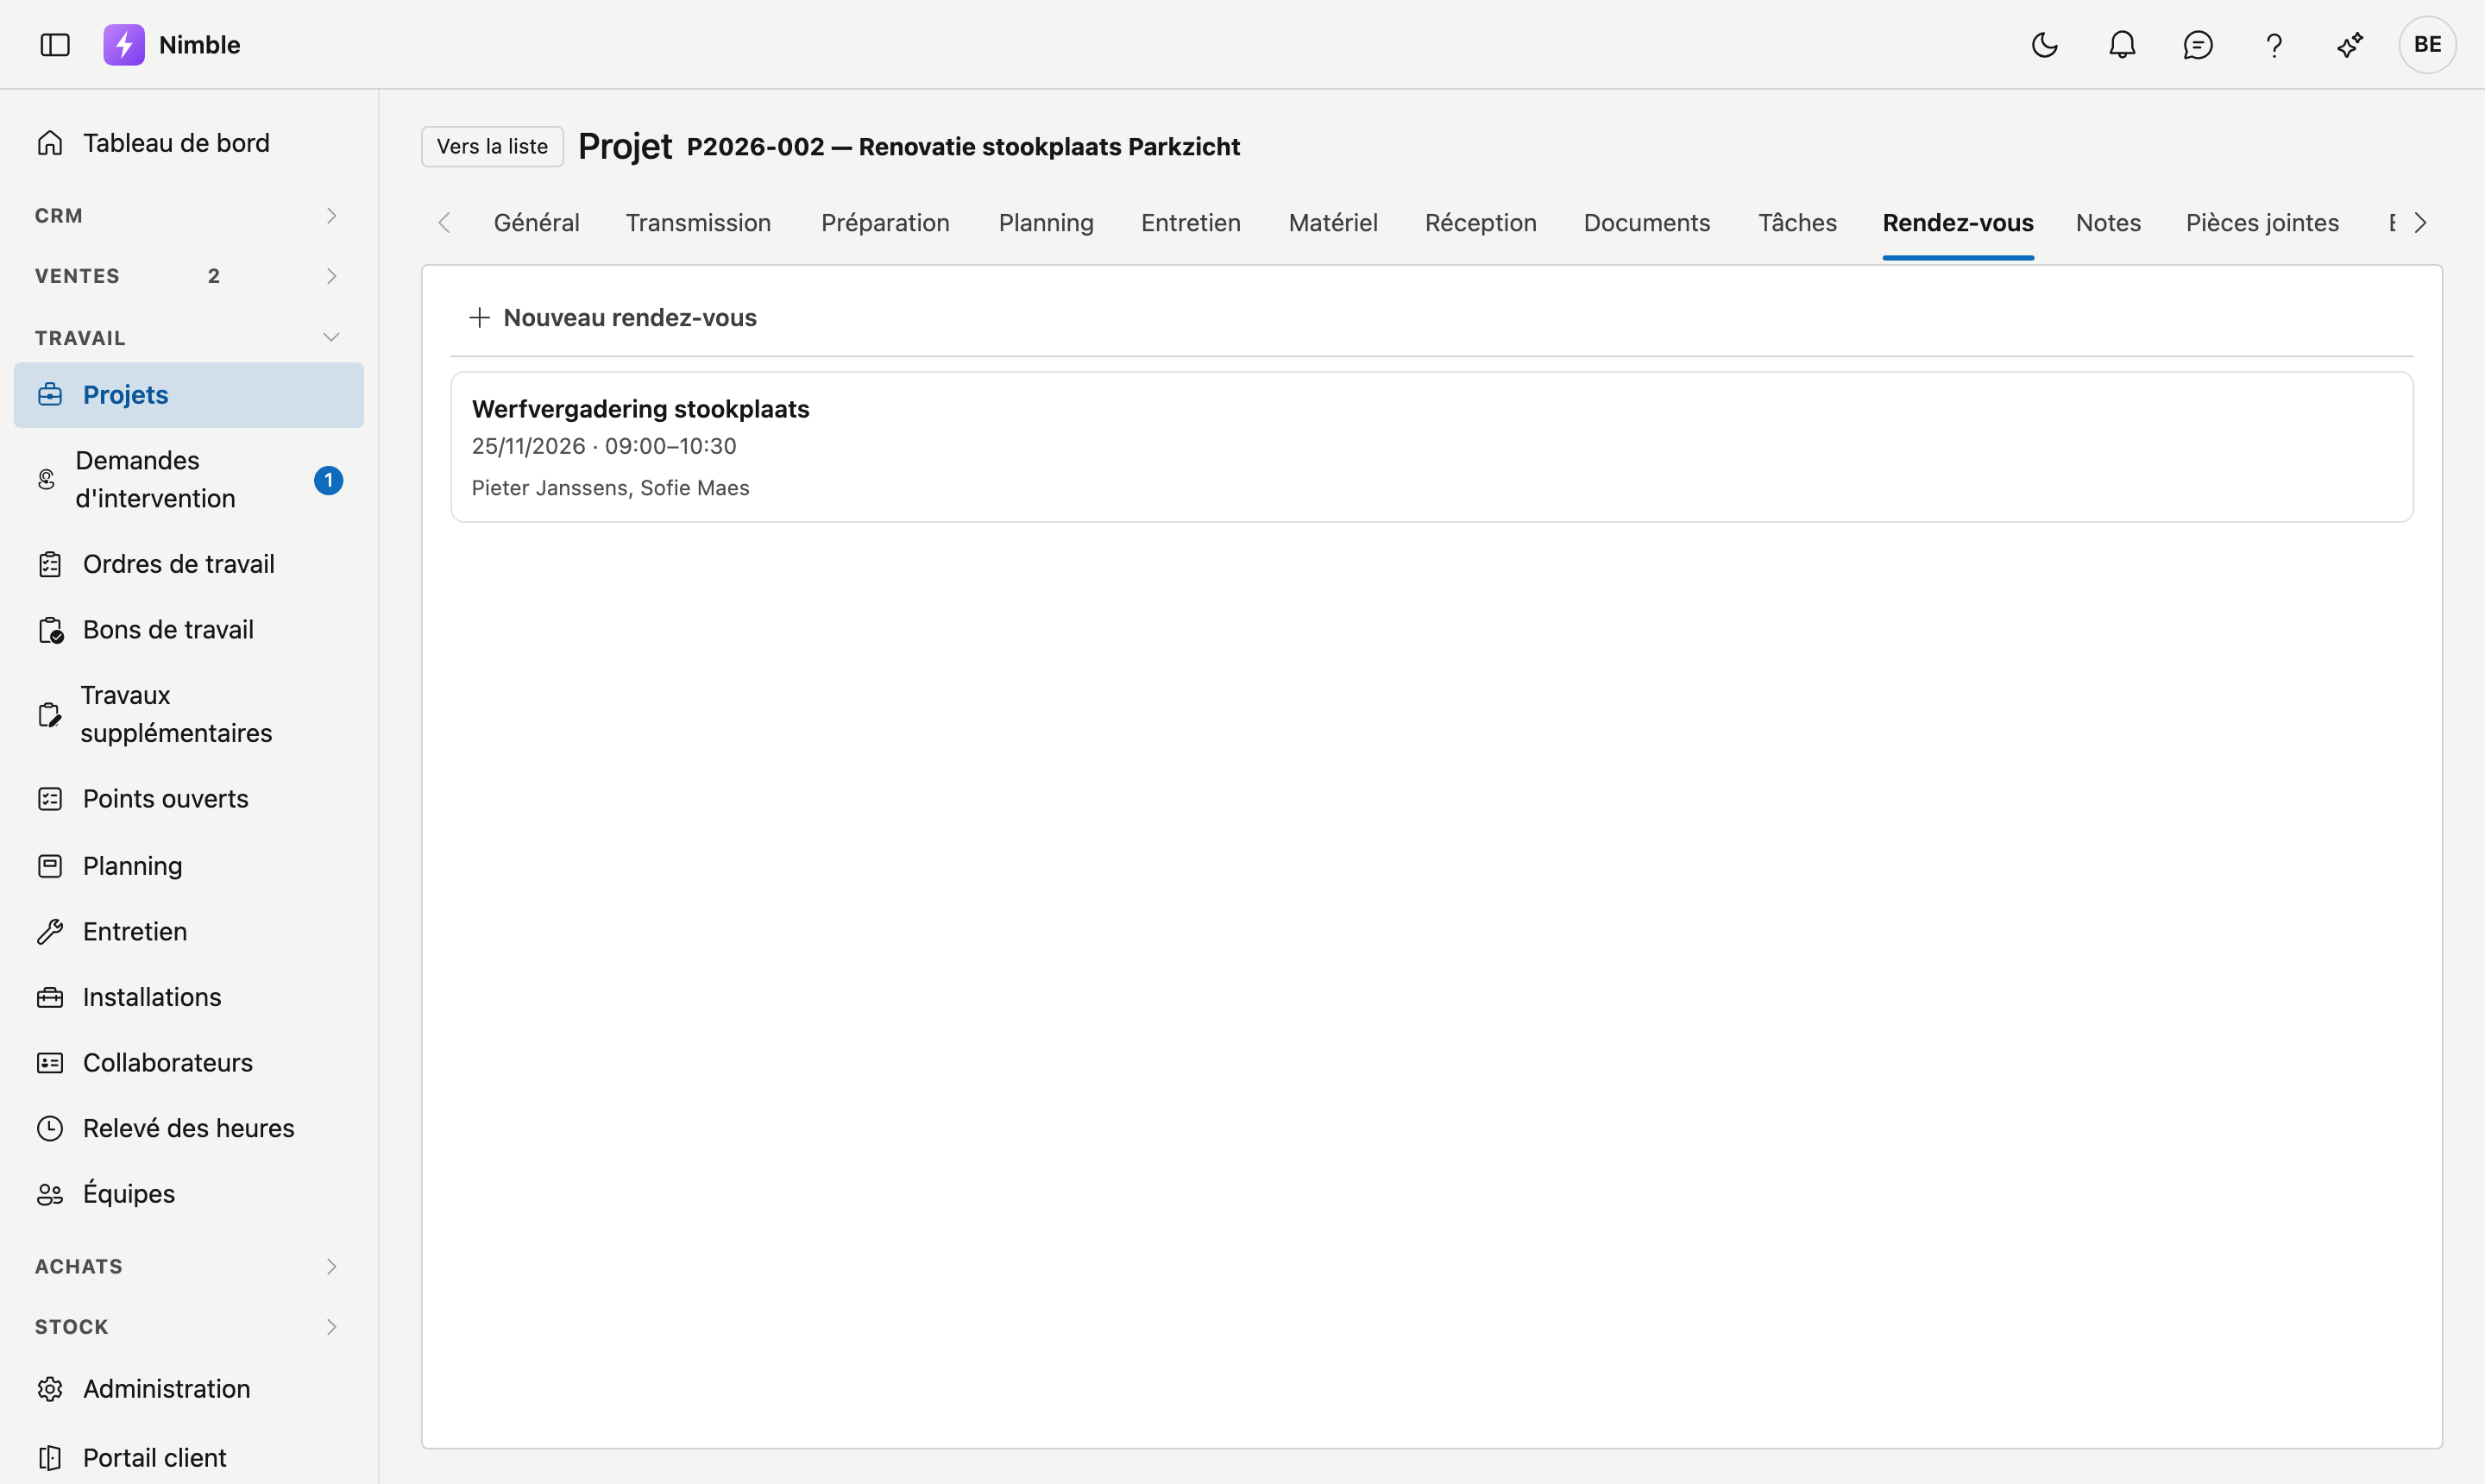 Nimble
BE
Tableau de bord
CRM
VENTES 2
TRAVAIL
Projets
Demandes
d'intervention
1
Ordres de travail
Bons de travail
Travaux
supplémentaires
Points ouverts
Planning
Entretien
Installations
Collaborateurs
Relevé des heures
Équipes
ACHATS
STOCK
Administration
Portail client
Vers la liste Projet P2026-002 — Renovatie stookplaats Parkzicht
Général Transmission Préparation Planning Entretien Matériel Réception Documents Tâches Rendez-vous Notes Pièces jointes
Nouveau rendez-vous
Werfvergadering stookplaats
25/11/2026 · 09:00–10:30
Pieter Janssens, Sofie Maes